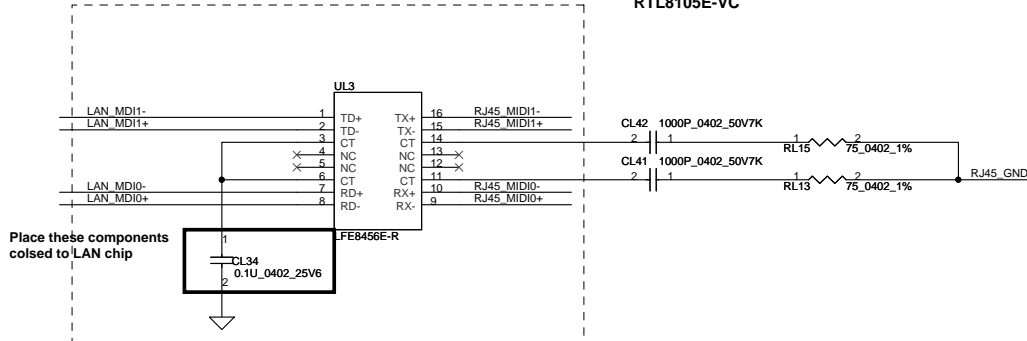 RTL8105E-VC
UL3
LAN_MDI1- 1 TD+ TX+ 16 RJ45_MIDI1-
LAN_MDI1+ 2 TD- TX- 15 RJ45_MIDI1+
3 CT CT 14
4 NC NC 13
5 NC NC 12
6 CT CT 11
LAN_MDI0- 7 RD+ RX+ 10 RJ45_MIDI0-
LAN_MDI0+ 8 RD- RX- 9 RJ45_MIDI0+
LFE8456E-R
CL42 1000P_0402_50V7K
2 1 1 2
RL15 75_0402_1%
CL41 1000P_0402_50V7K
2 1 1 2
RL13 75_0402_1%
RJ45_GND
Place these components
colsed to LAN chip
1
CL34
0.1U_0402_25V6
2